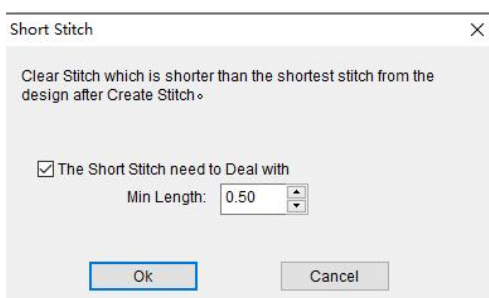 Short Stitch
Clear Stitch which is shorter than the shortest stitch from the
design after Create Stitch。
The Short Stitch need to Deal with
Min Length: 0.50
Ok Cancel